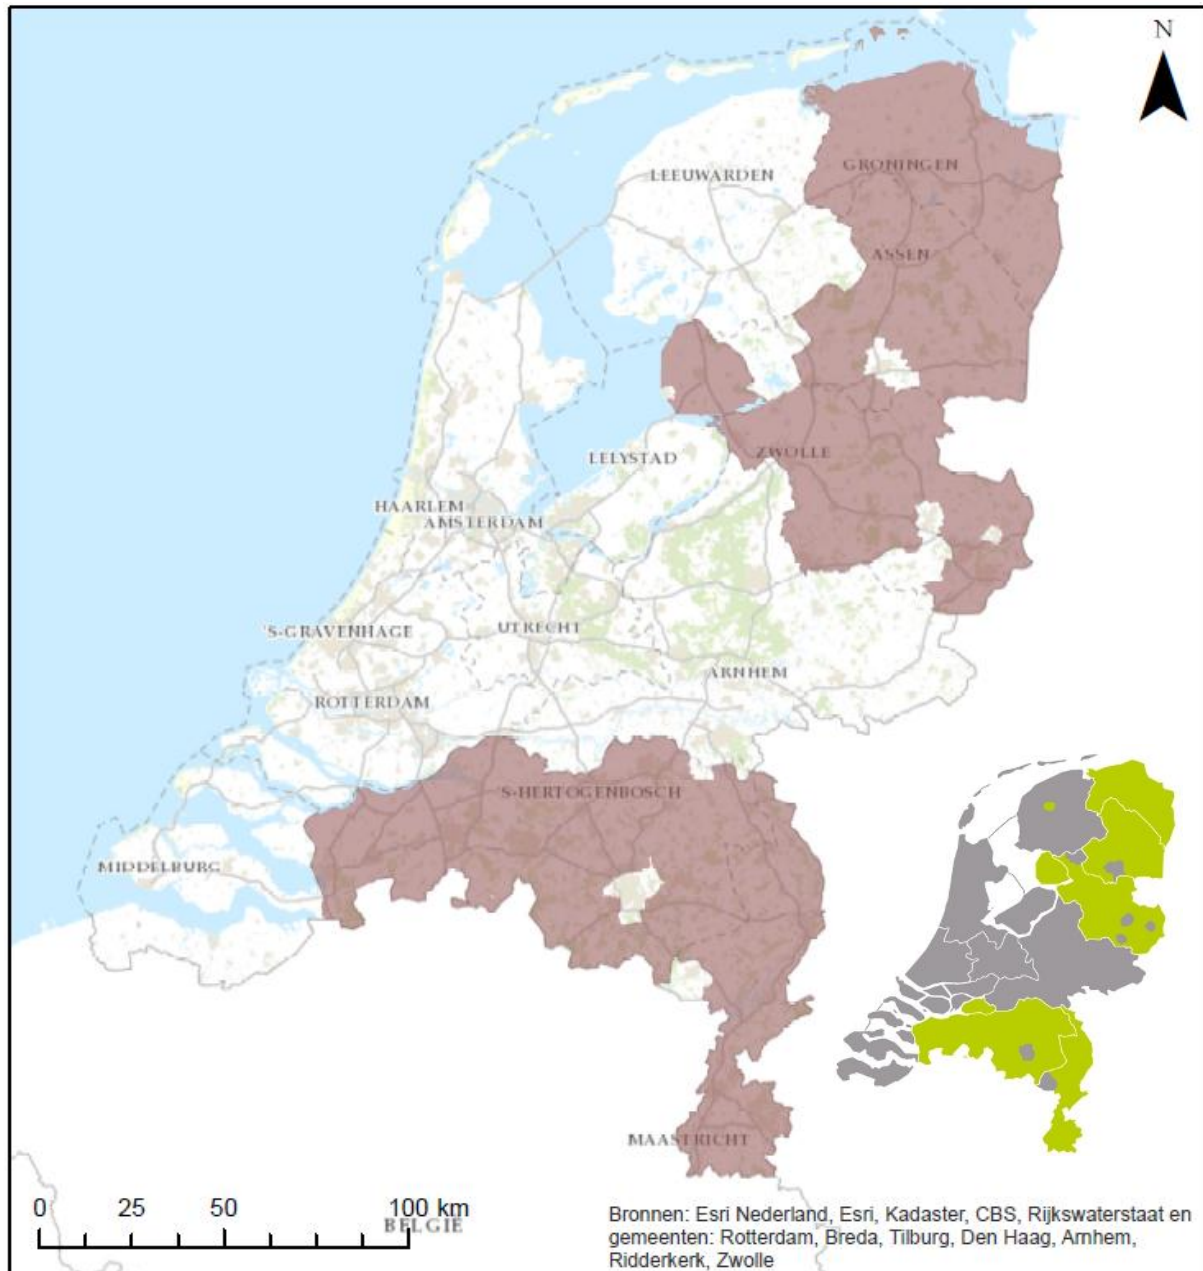 N
LEEUWARDEN
GRONINGEN
ASSEN
ZWOLLE
LELYSTAD
HAARLEM
AMSTERDAM
'S-GRAVENHAGE
UTRECHT
ARNHEM
ROTTERDAM
'S-HERTOGENBOSCH
MIDDELBURG
MAASTRICHT
0 25 50 100 km
BELGIË
Bronnen: Esri Nederland, Esri, Kadaster, CBS, Rijkswaterstaat en
gemeenten: Rotterdam, Breda, Tilburg, Den Haag, Arnhem,
Ridderkerk, Zwolle